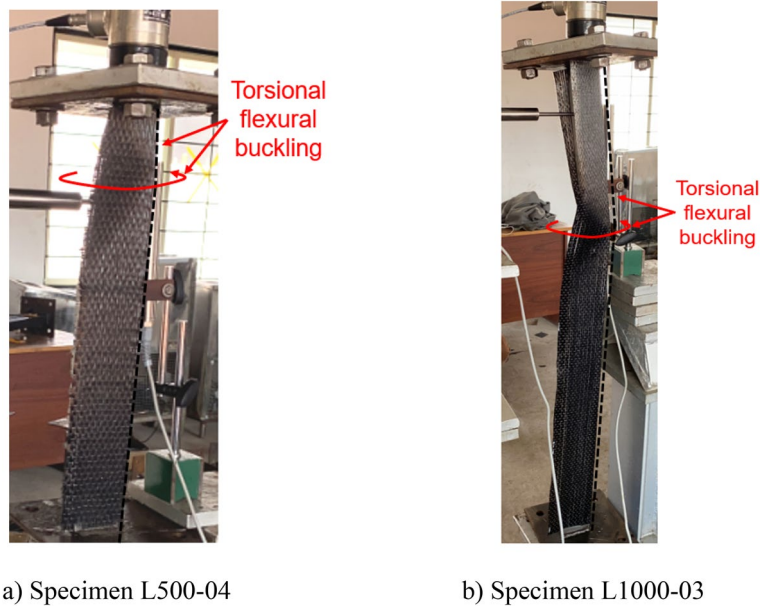 Torsional
flexural
buckling
Torsional
flexural
buckling
a) Specimen L500-04
b) Specimen L1000-03